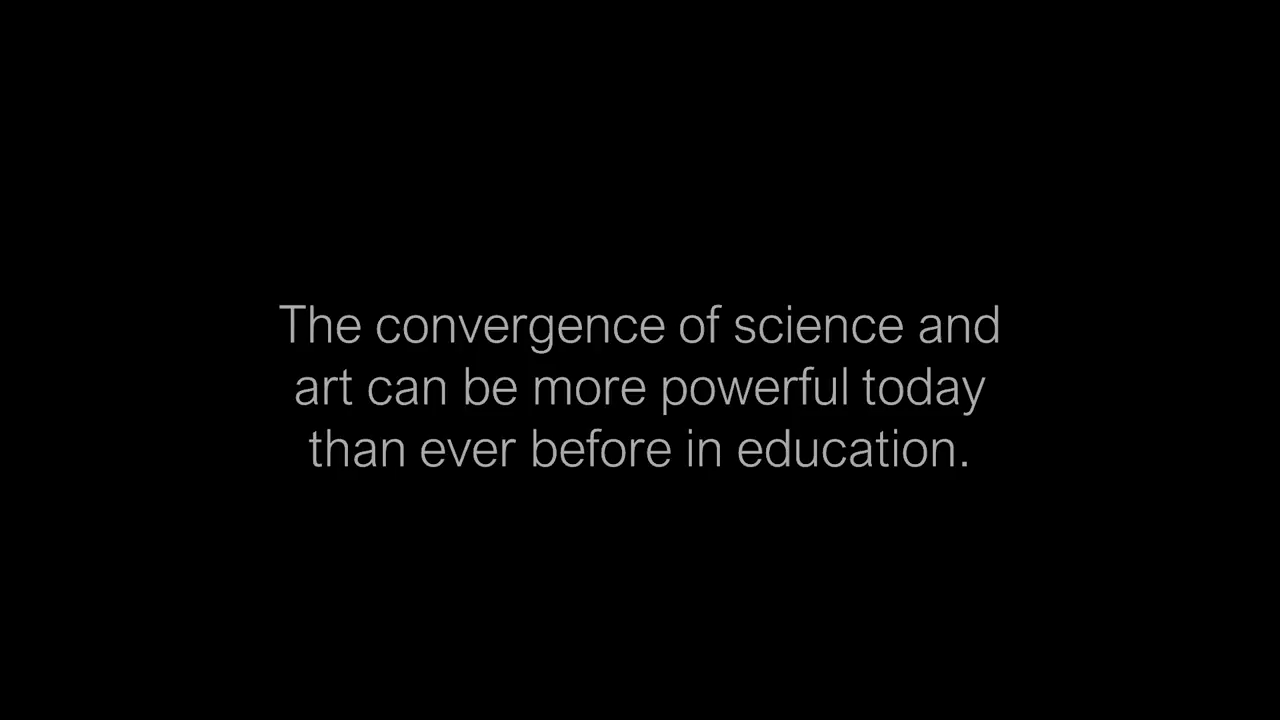 The convergence of science and
art can be more powerful today
than ever before in education.